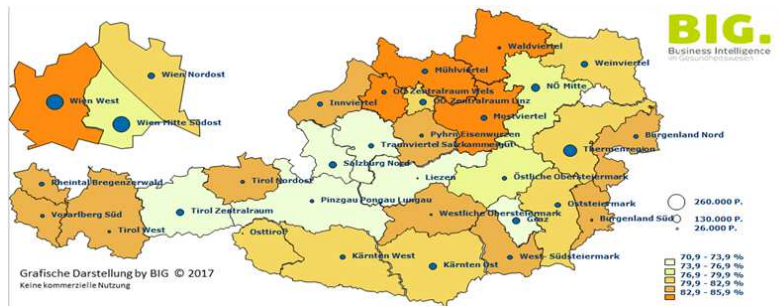 BIG.
Business Intelligence
im Gesundheitswesen
Waldviertel
Wien Nordost
Mühlviertel
Weinviertel
OÖ Zentralraum Wels
NÖ Mitte
Wien West
Innviertel
OÖ Zentralraum Linz
Mostviertel
Wien Mitte Südost
Pyhrn Eisenwurzen
Burgenland Nord
Traunviertel Salzkammergut
Thermenregion
Salzburg Nord
Rheintal Bregenzerwald
Tirol Nordost
Liezen
Östliche Obersteiermark
Pinzgau Pongau Lungau
260.000 P.
Vorarlberg Süd
Tirol Zentralraum
Westliche Obersteiermark
Oststeiermark
130.000 P.
Graz
Burgenland Süd
26.000 P.
Tirol West
Osttirol
Kärnten West
West- Südsteiermark
Kärnten Ost
70,9 - 73,9 %
73,9 - 76,9 %
76,9 - 79,9 %
79,9 - 82,9 %
82,9 - 85,9 %
Grafische Darstellung by BIG © 2017
Keine kommerzielle Nutzung